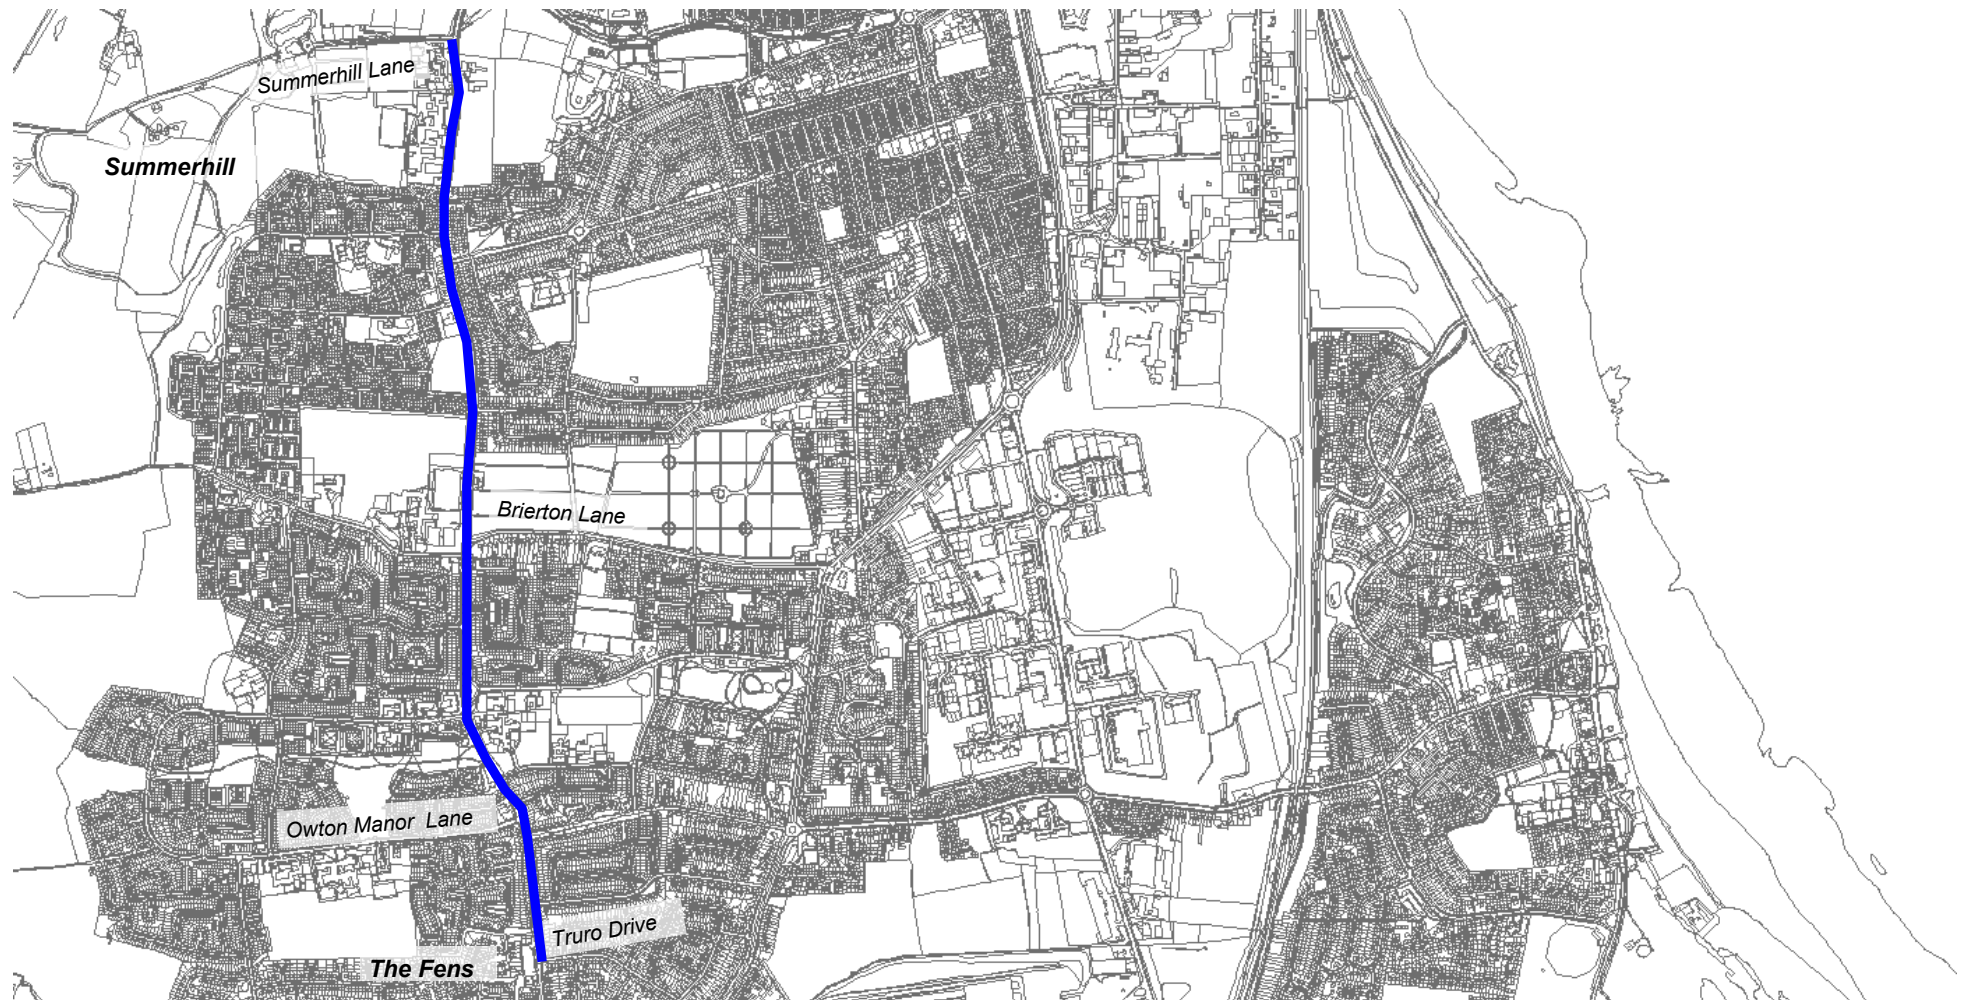 Summerhill Lane
Summerhill
Brierton Lane
Owton Manor Lane
Truro Drive
The Fens